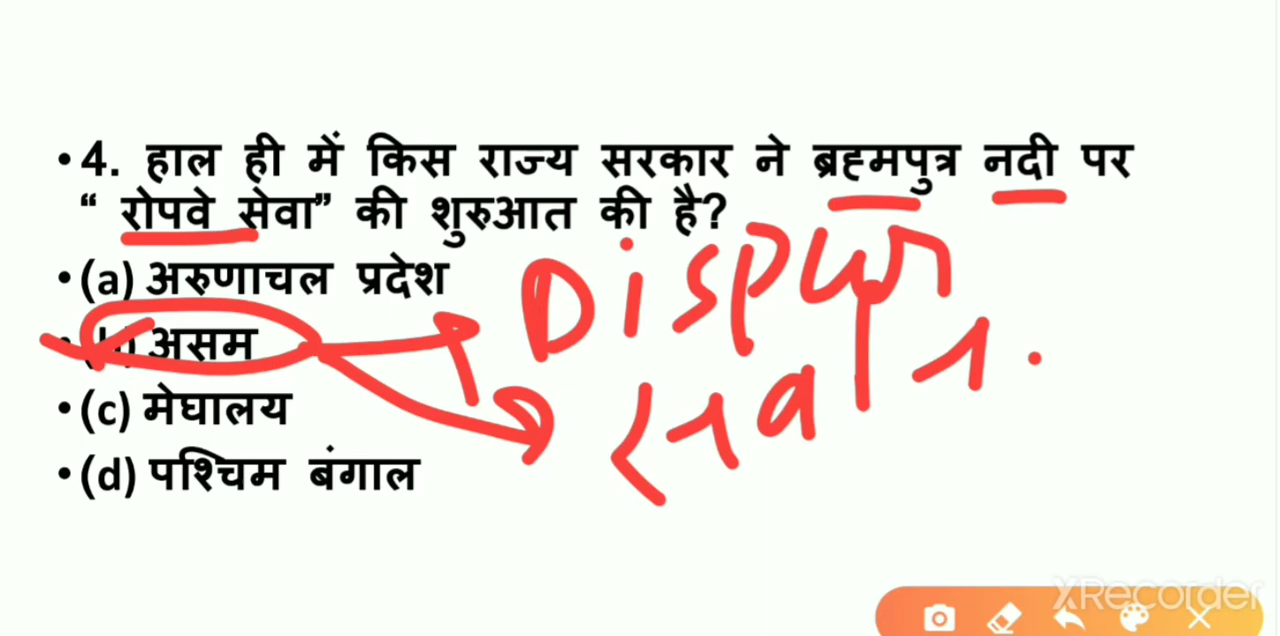 •4. हाल ही में किस राज्य सरकार ने ब्रह्मपुत्र नदी पर
“ रोपवे सेवा” की शुरुआत की है?
•(a) अरुणाचल प्रदेश
Dispur
•(b) असम
•(c) मेघालय
•(d) पश्चिम बंगाल
XRecorder